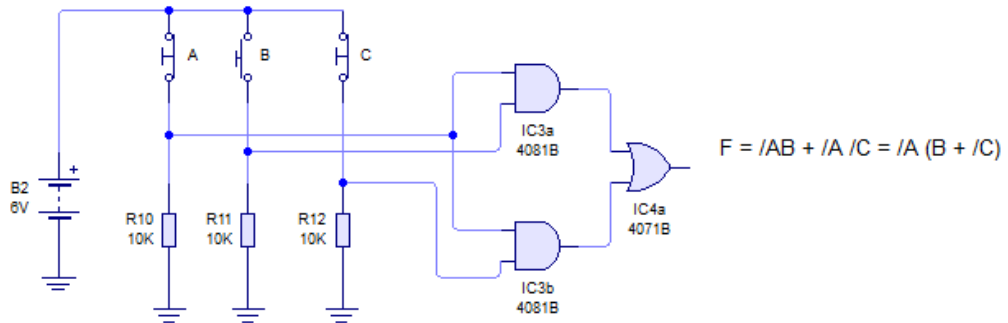 A
B
C
IC3a
4081B
F = /AB + /A /C = /A (B + /C)
+
B2
6V
R10
10K
R11
10K
R12
10K
IC4a
4071B
IC3b
4081B